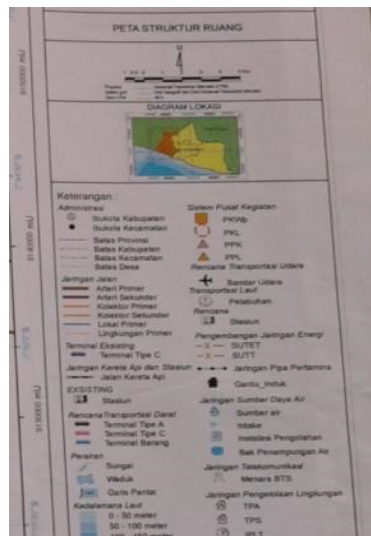 PETA STRUKTUR RUANG
U
DIAGRAM LOKASI
Keterangan :
Administrasi
Ibukota Kabupaten
Ibukota Kecamatan
Batas Provinsi
Batas Kabupaten
Batas Kecamatan
Batas Desa
Jaringan Jalan
Arteri Primer
Arteri Sekunder
Kolektor Primer
Kolektor Sekunder
Lokal Primer
Lingkungan Primer
Terminal Eksisting
Terminal Tipe C
Jaringan Kereta Api dan Stasiun
Jalan Kereta Api
EXSISTING
Stasiun
Rencana Transportasi Darat
Terminal Tipe A
Terminal Tipe C
Terminal Barang
Perairan
Sungai
Waduk
Garis Pantai
Kedalamana Laut
0 - 50 meter
50 - 100 meter
Sistem Pusat Kegiatan
PKWp
PKL
PPK
PPL
Rencana Transportasi Udara
Bandar Udara
Transportasi Laut
Pelabuhan
Rencana
Stasiun
Pengembangan Jaringan Energi
SUTET
SUTT
Jaringan Pipa Pertamina
Gardu_Induk
Jaringan Sumber Daya Air
Sumber air
Intake
Instalasi Pengolahan
Bak Penampungan Air
Jaringan Telekomunikasi
Menara BTS
Jaringan Pengelolaan Lingkungan
TPA
TPS
IPLT